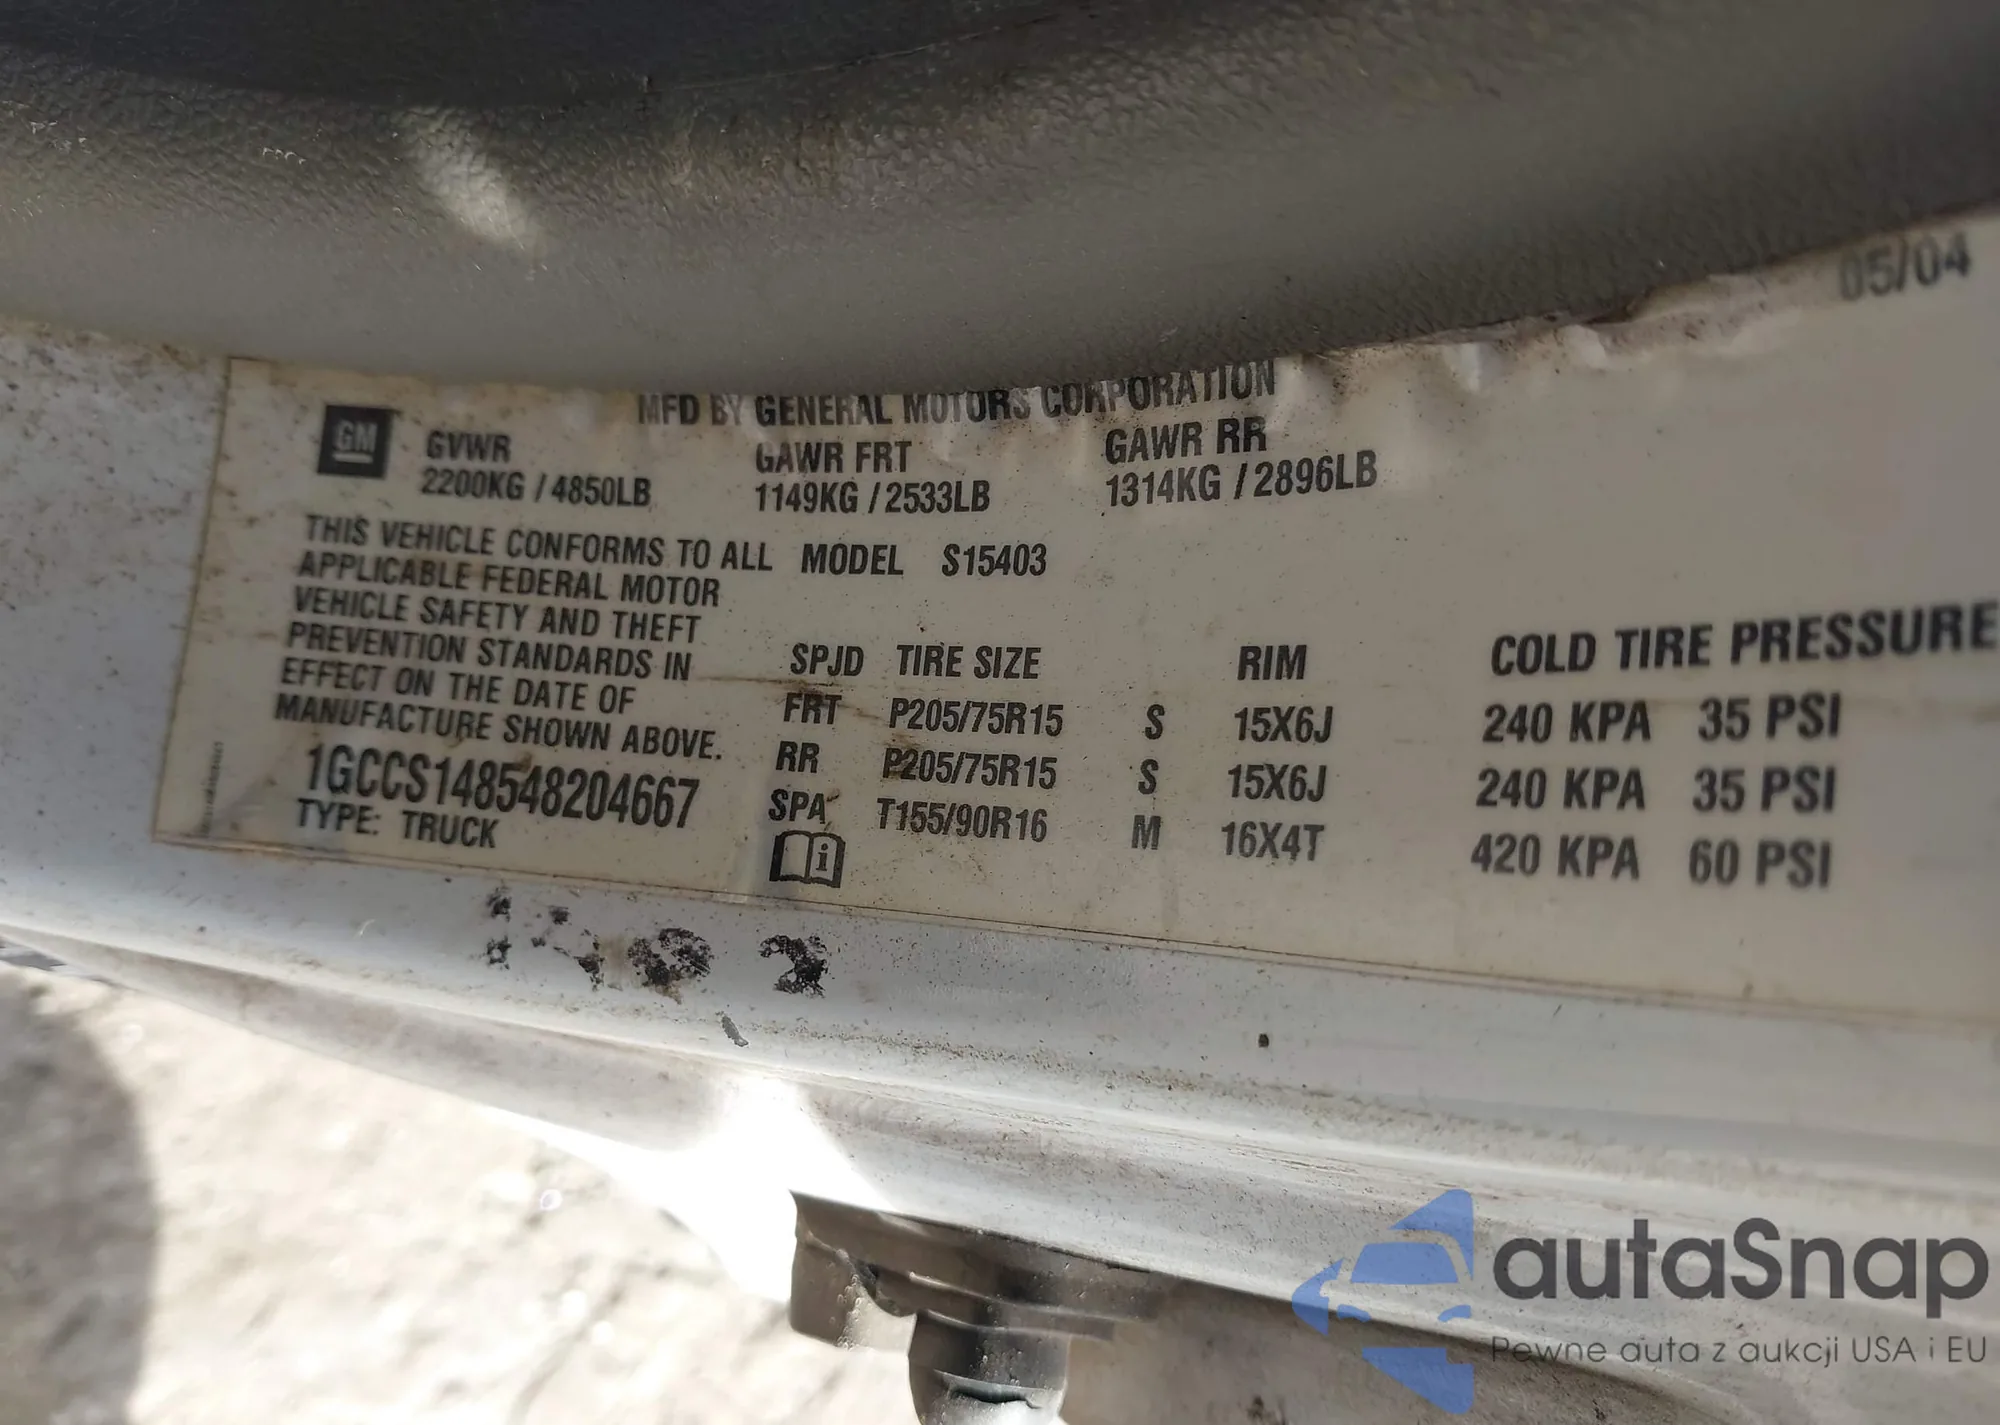 05/04
MFD BY GENERAL MOTORS CORPORATION
GM
GVWR GAWR FRT GAWR RR
2200KG / 4850LB 1149KG / 2533LB 1314KG / 2896LB
THIS VEHICLE CONFORMS TO ALL MODEL S15403
APPLICABLE FEDERAL MOTOR
VEHICLE SAFETY AND THEFT
PREVENTION STANDARDS IN
EFFECT ON THE DATE OF
MANUFACTURE SHOWN ABOVE.
1GCCS148548204667
TYPE: TRUCK
SPJD TIRE SIZE RIM COLD TIRE PRESSURE
FRT P205/75R15 S 15X6J 240 KPA 35 PSI
RR P205/75R15 S 15X6J 240 KPA 35 PSI
SPA T155/90R16 M 16X4T 420 KPA 60 PSI
i
autaSnap
Pewne auta z aukcji USA i EU